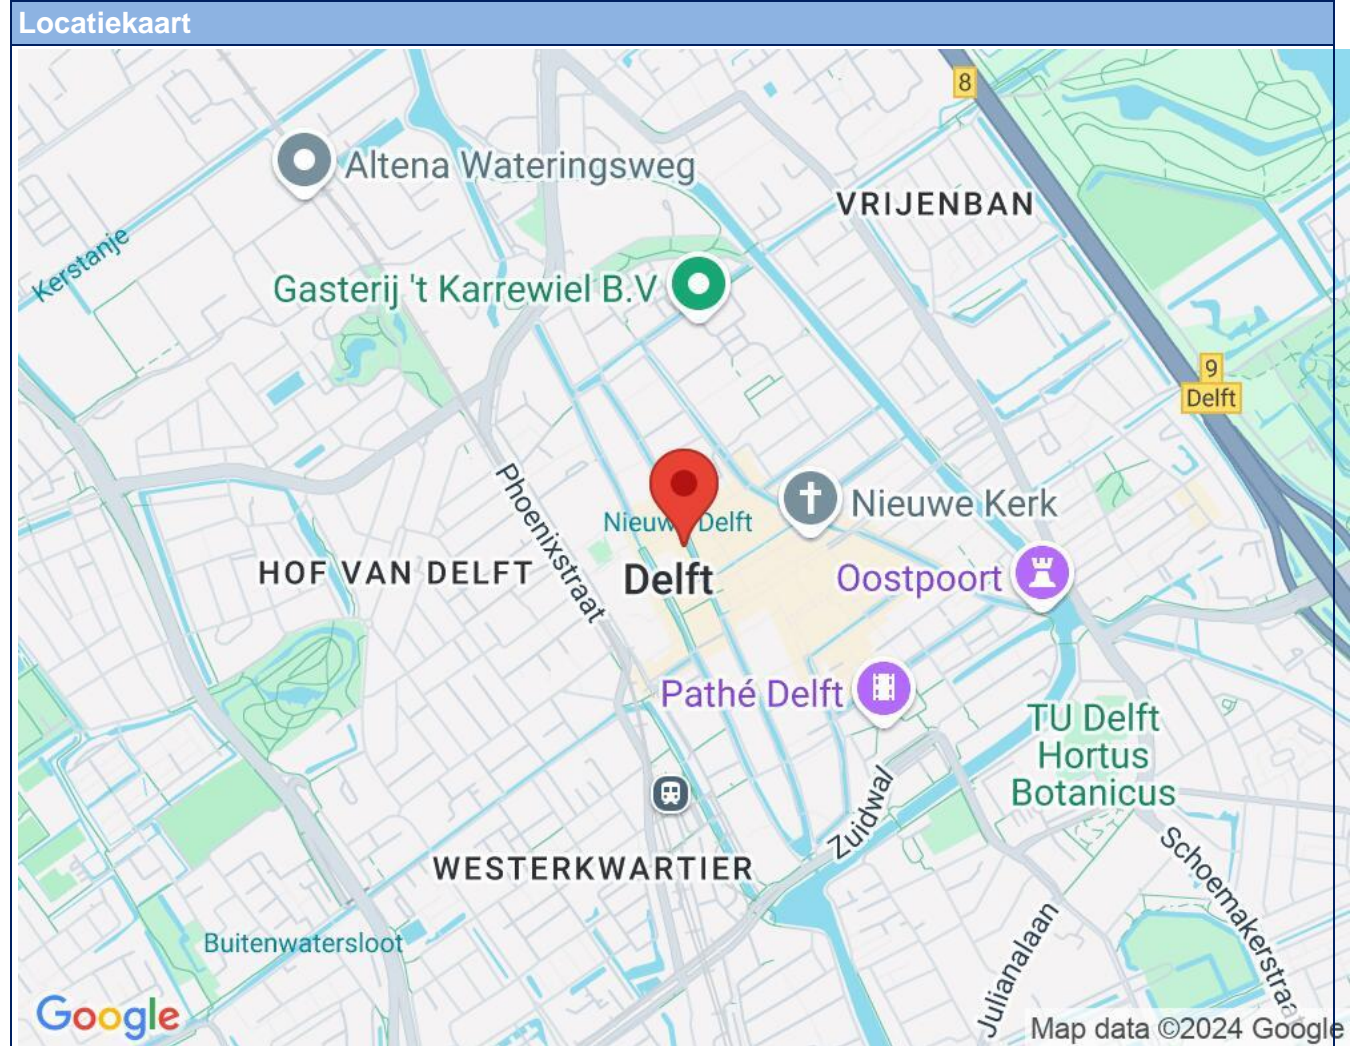 Locatiekaart
8
Altena Wateringsweg
VRIJENBAN
Kerstanje
Gasterij 't Karrewiel B.V
9
Delft
Phoenixstraat
Nieuwe Delft
Nieuwe Kerk
HOF VAN DELFT
Delft
Oostpoort
Pathé Delft
TU Delft
Hortus
Botanicus
Zuidwal
WESTERKWARTIER
Schoemakerstraat
Buitenwatersloot
Julianalaan
Google
Map data ©2024 Google